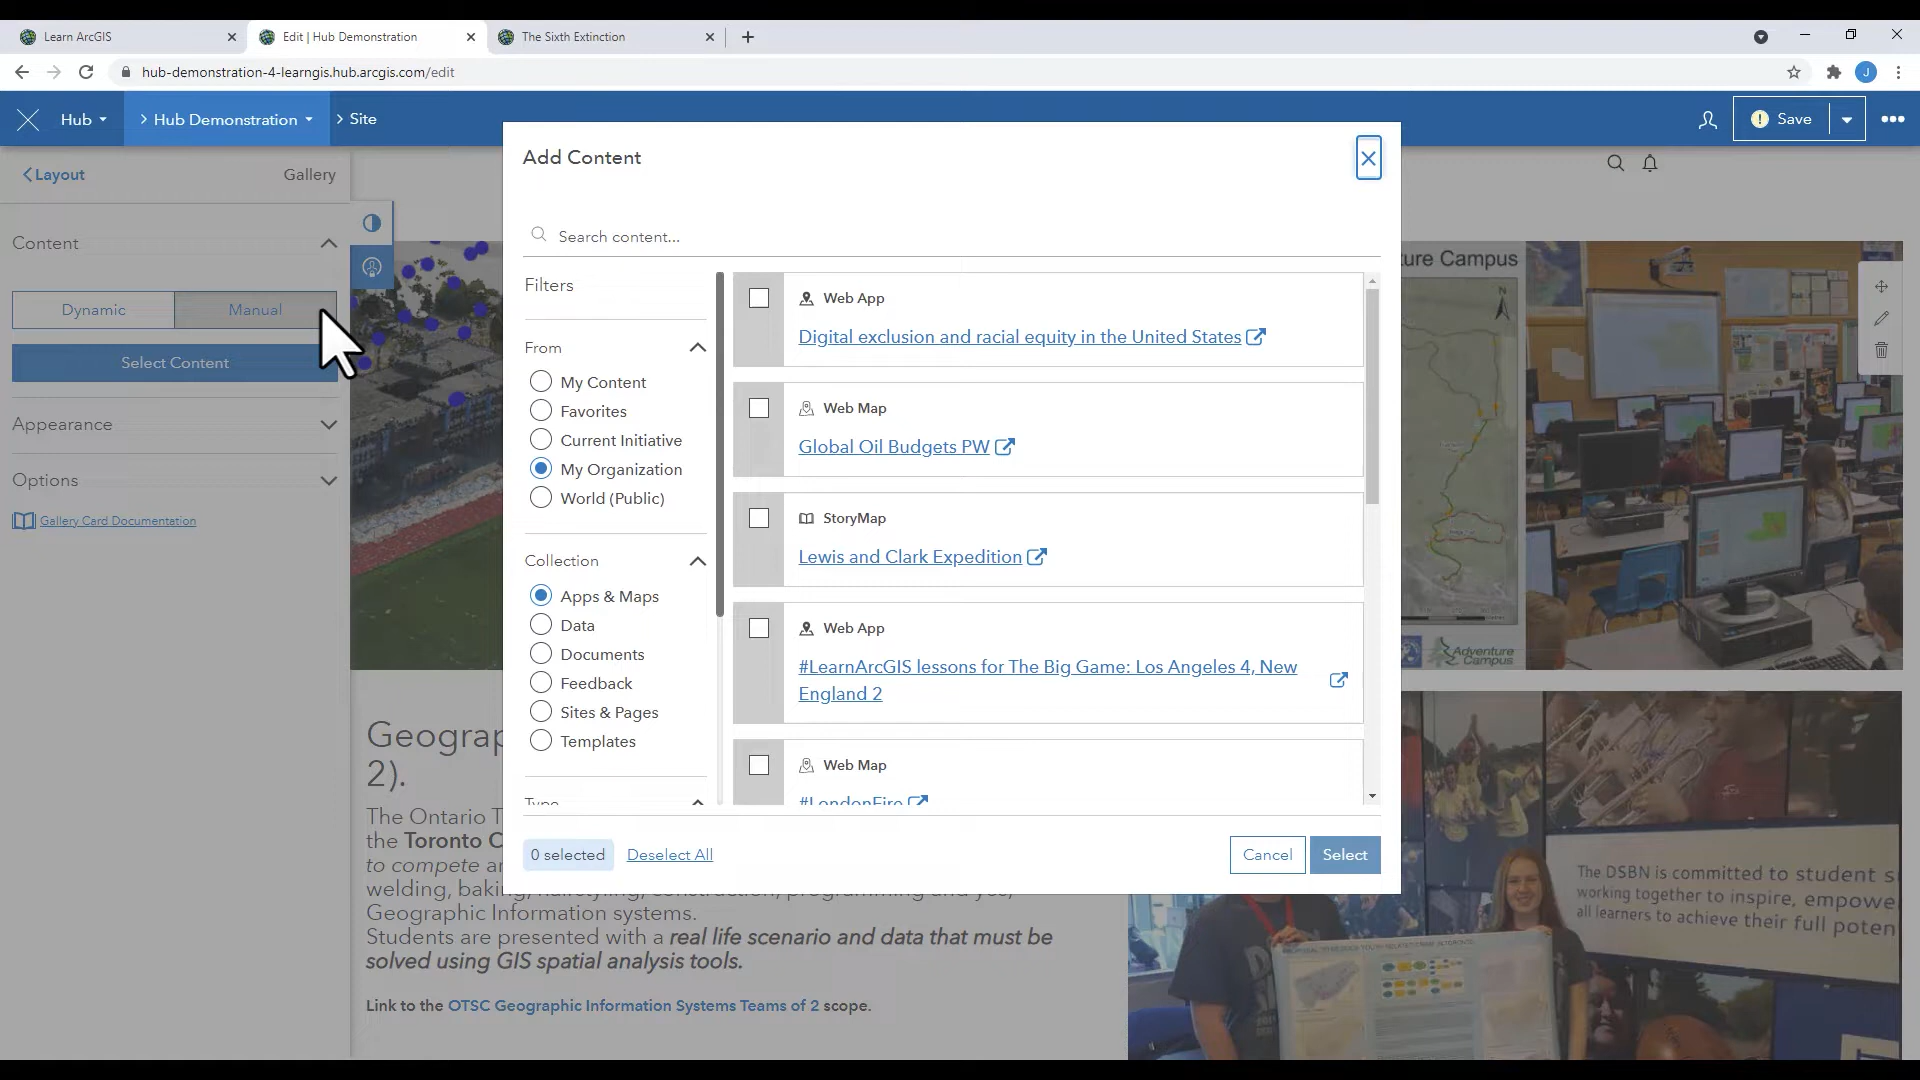 Learn ArcGIS
Edit | Hub Demonstration
The Sixth Extinction
hub-demonstration-4-learngis.hub.arcgis.com/edit
J
Hub
> Hub Demonstration
> Site
! Save
Layout
Gallery
Content
Dynamic
Manual
Select Content
Appearance
Options
Gallery Card Documentation
Add Content
Search content...
Filters
From
My Content
Favorites
Current Initiative
My Organization
World (Public)
Collection
Apps & Maps
Data
Documents
Feedback
Sites & Pages
Templates
Type
Web App
Digital exclusion and racial equity in the United States
Web Map
Global Oil Budgets PW
StoryMap
Lewis and Clark Expedition
Web App
#LearnArcGIS lessons for The Big Game: Los Angeles 4, New
England 2
Web Map
#LondonFire
0 selected
Deselect All
Cancel
Select
ture Campus
N
Adventure
Campus
Geograp
2).
The Ontario T
the Toronto C
to compete an
welding, baking, hairstyling, construction, programming and yes,
Geographic Information systems.
Students are presented with a real life scenario and data that must be
solved using GIS spatial analysis tools.
Link to the OTSC Geographic Information Systems Teams of 2 scope.
The DSBN is committed to student s
working together to inspire, empowe
all learners to achieve their full poten